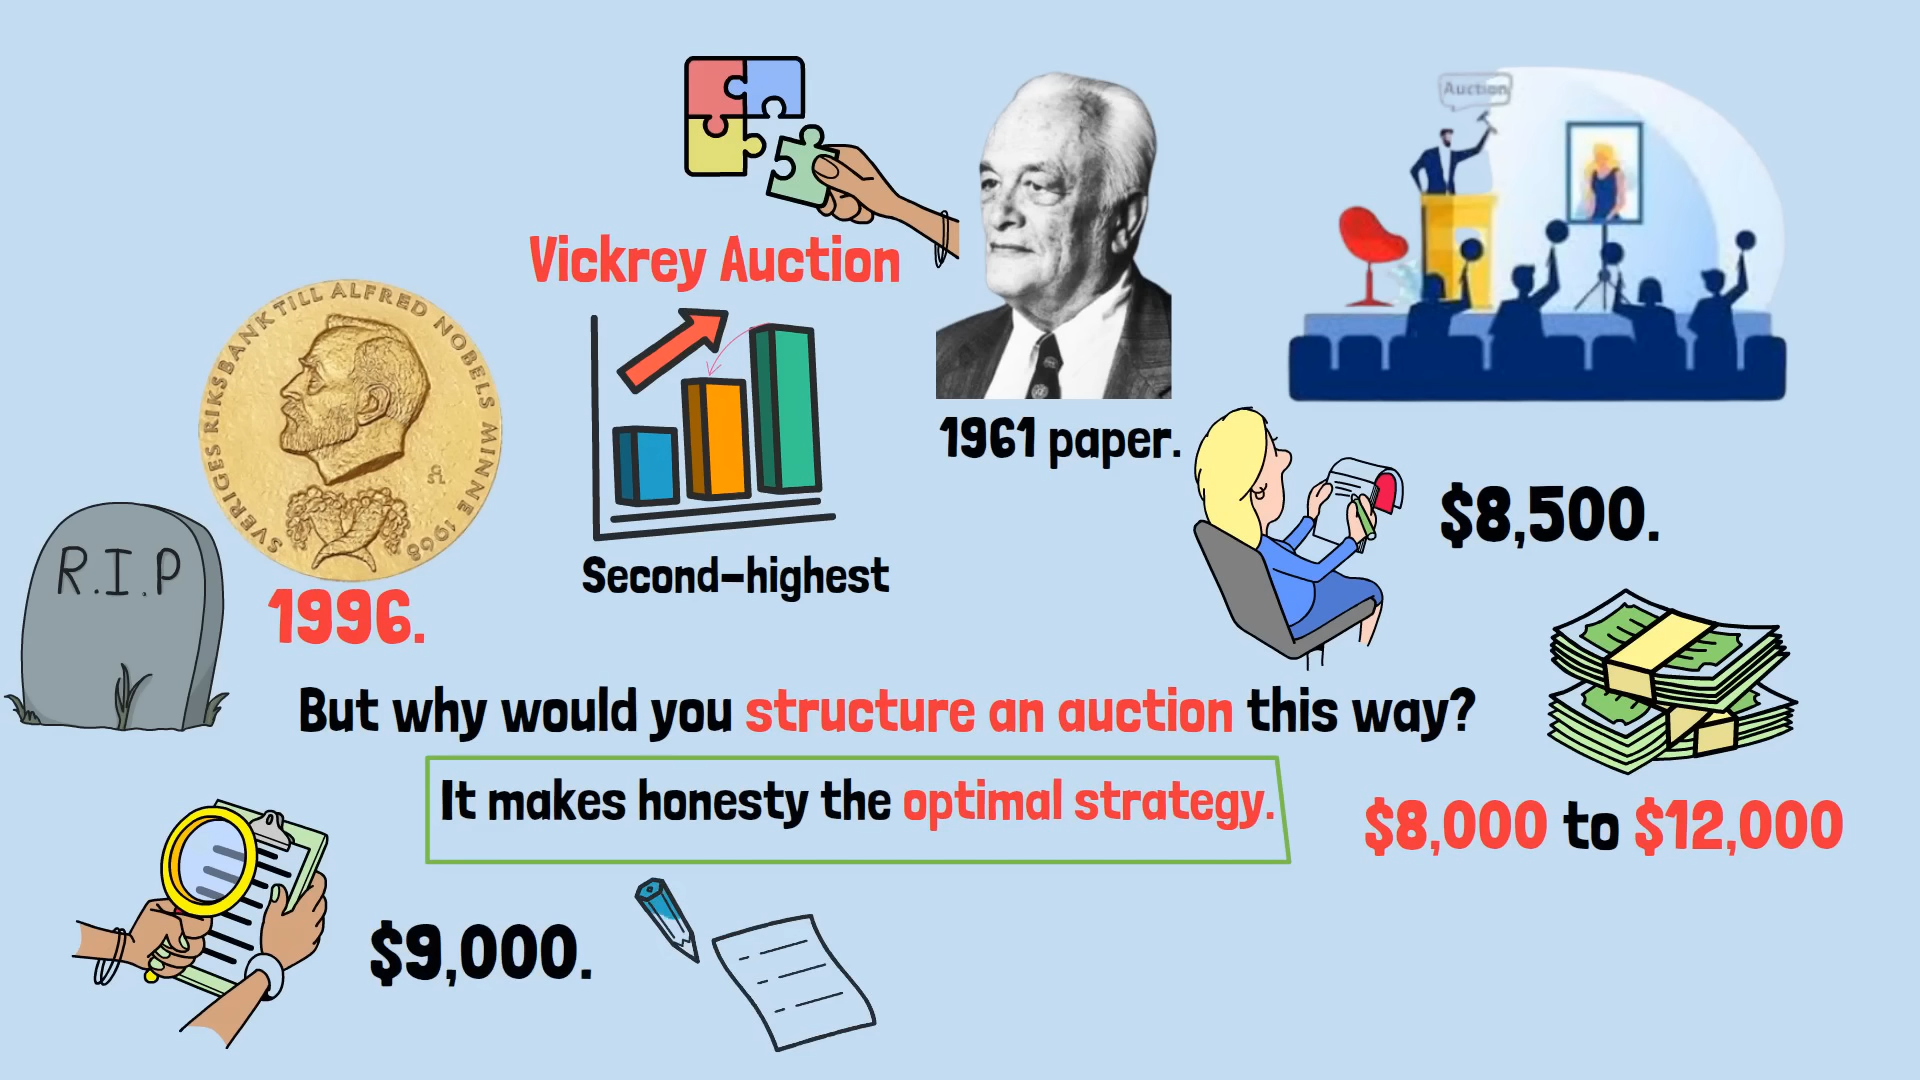 Auction
Vickrey Auction
SVERIGES RIKSBANK TILL ALFRED NOBELS MINNE 1968
1961 paper.
$8,500.
R.I.P
Second-highest
1996.
But why would you structure an auction this way?
It makes honesty the optimal strategy.
$8,000 to $12,000
$9,000.